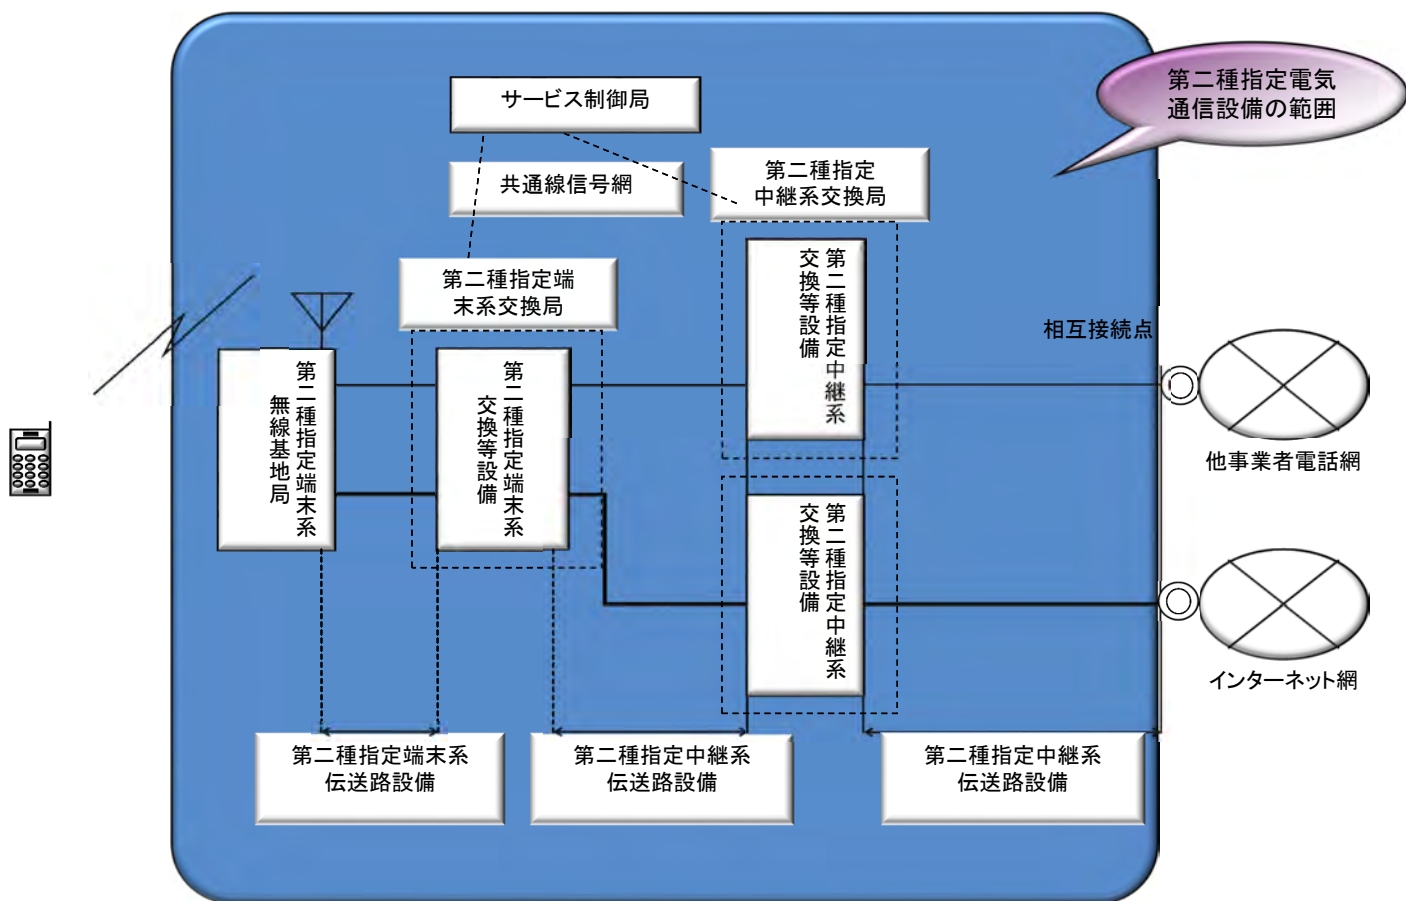 第二種指定電気
通信設備の範囲
サービス制御局
共通線信号網
第二種指定
中継系交換局
第二種指定端
末系交換局
第二種指定端末系
無線基地局
第二種指定端末系
交換等設備
第二種指定中継系
交換等設備
第二種指定中継系
交換等設備
相互接続点
他事業者電話網
インターネット網
第二種指定端末系
伝送路設備
第二種指定中継系
伝送路設備
第二種指定中継系
伝送路設備